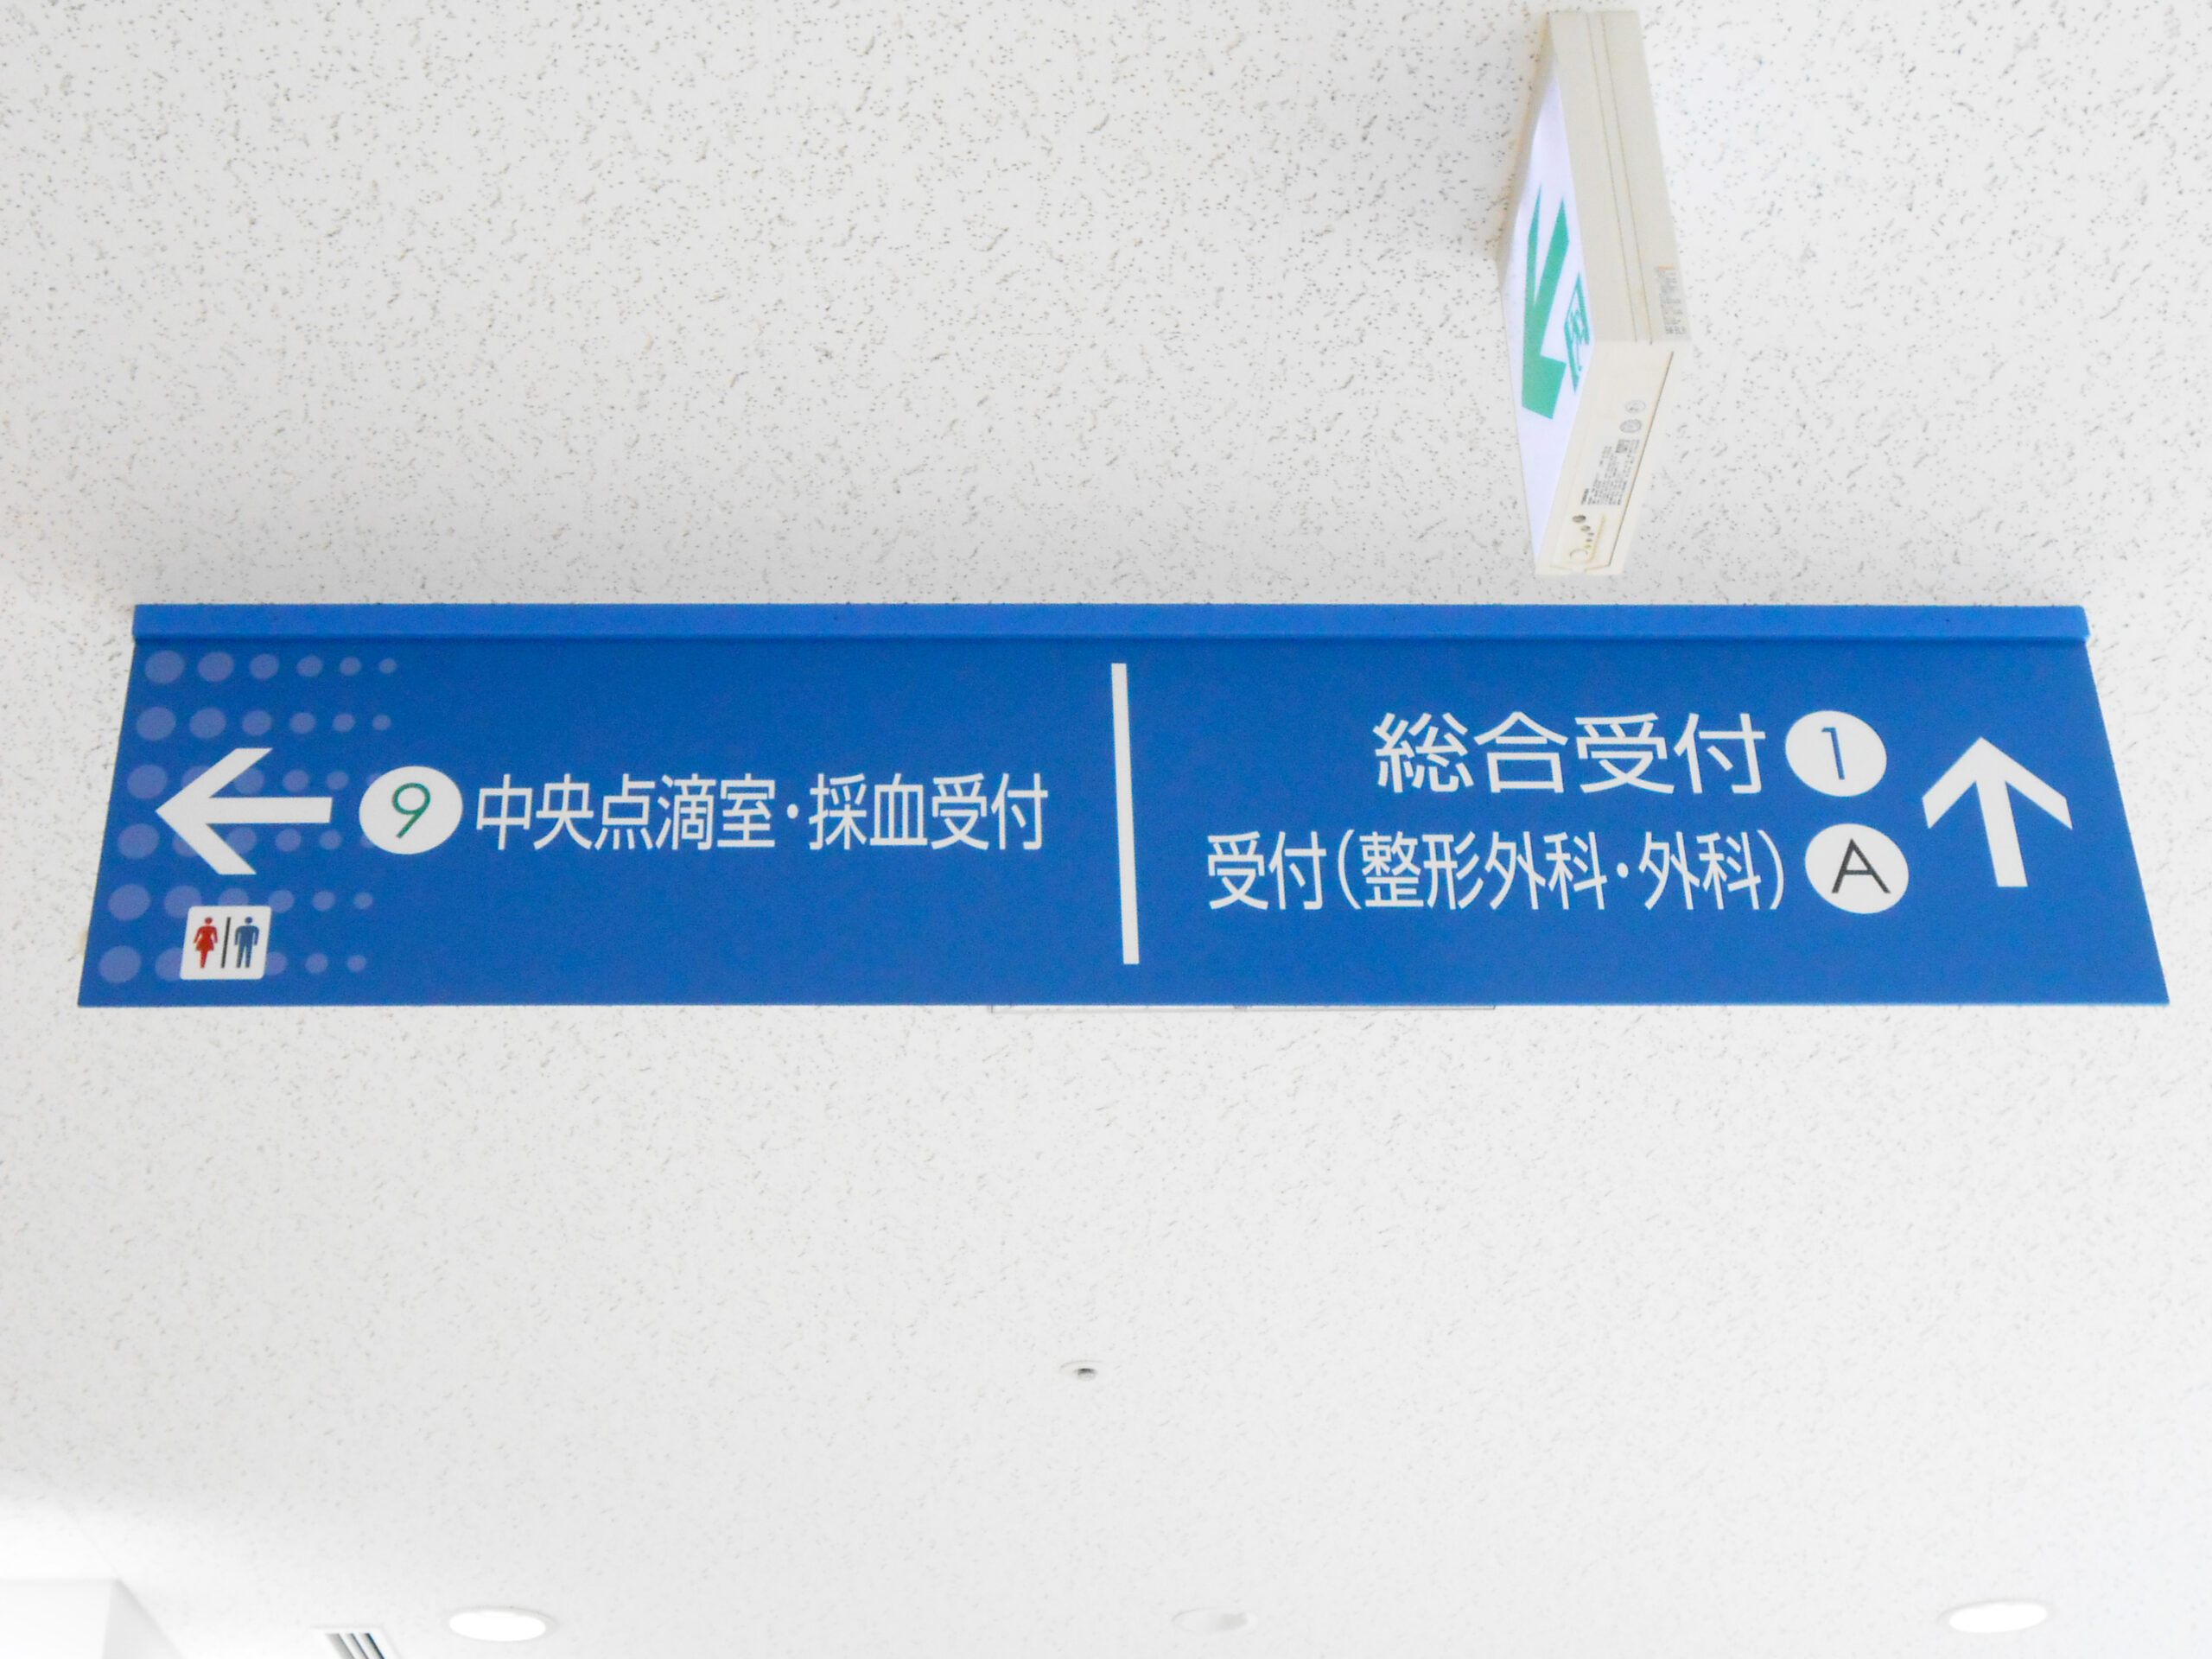 9 中央点滴室・採血受付
総合受付 1
受付(整形外科・外科) A